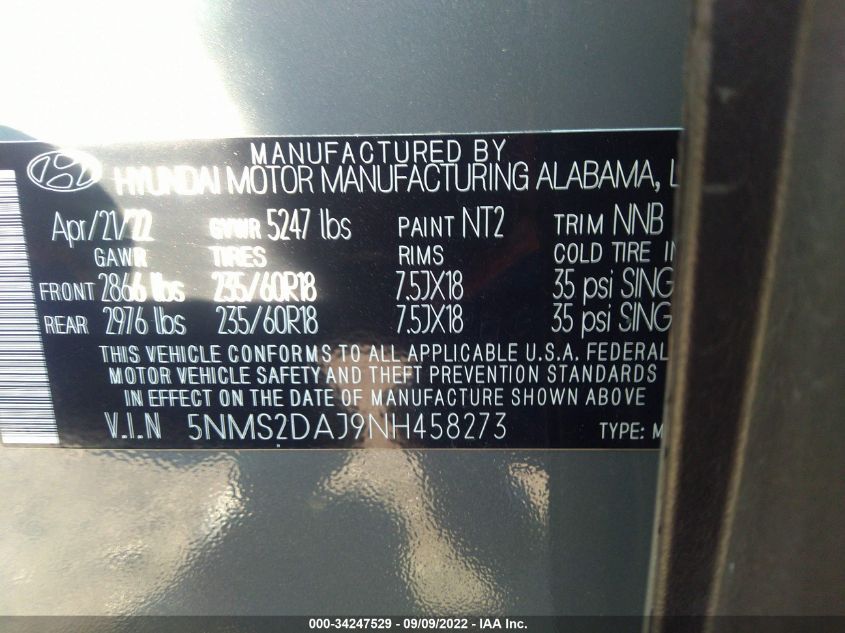 MANUFACTURED BY
HYUNDAI MOTOR MANUFACTURING ALABAMA, L
Apr/21/22 GVWR 5247 lbs PAINT NT2 TRIM NNB
GAWR TIRES RIMS COLD TIRE IN
FRONT 2866 lbs 235/60R18 7.5JX18 35 psi SING
REAR 2976 lbs 235/60R18 7.5JX18 35 psi SING
THIS VEHICLE CONFORMS TO ALL APPLICABLE U.S.A. FEDERAL
MOTOR VEHICLE SAFETY AND THEFT PREVENTION STANDARDS
IN EFFECT ON THE DATE OF MANUFACTURE SHOWN ABOVE
V.I.N 5NMS2DAJ9NH458273 TYPE: M
000-34247529 - 09/09/2022 - IAA Inc.